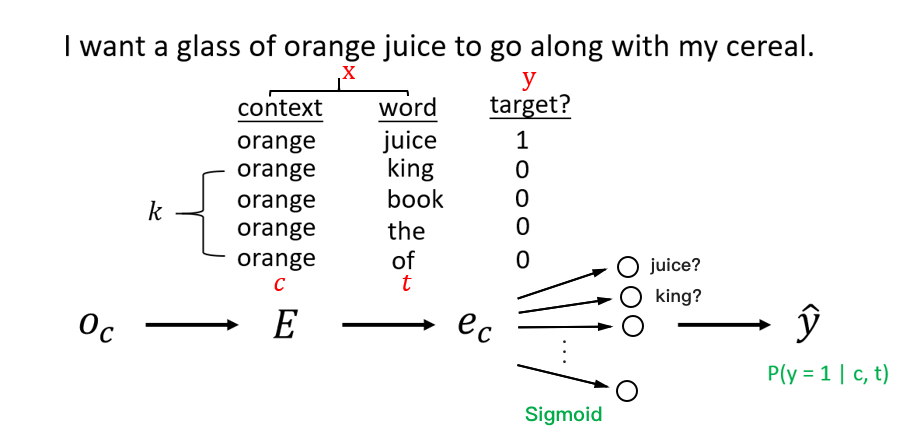 I want a glass of orange juice to go along with my cereal.
x y
context word target?
orange juice 1
orange king 0
k orange book 0
orange the 0
orange of 0
c t
juice?
king?
o_c E e_c ŷ
P(y = 1 | c, t)
Sigmoid